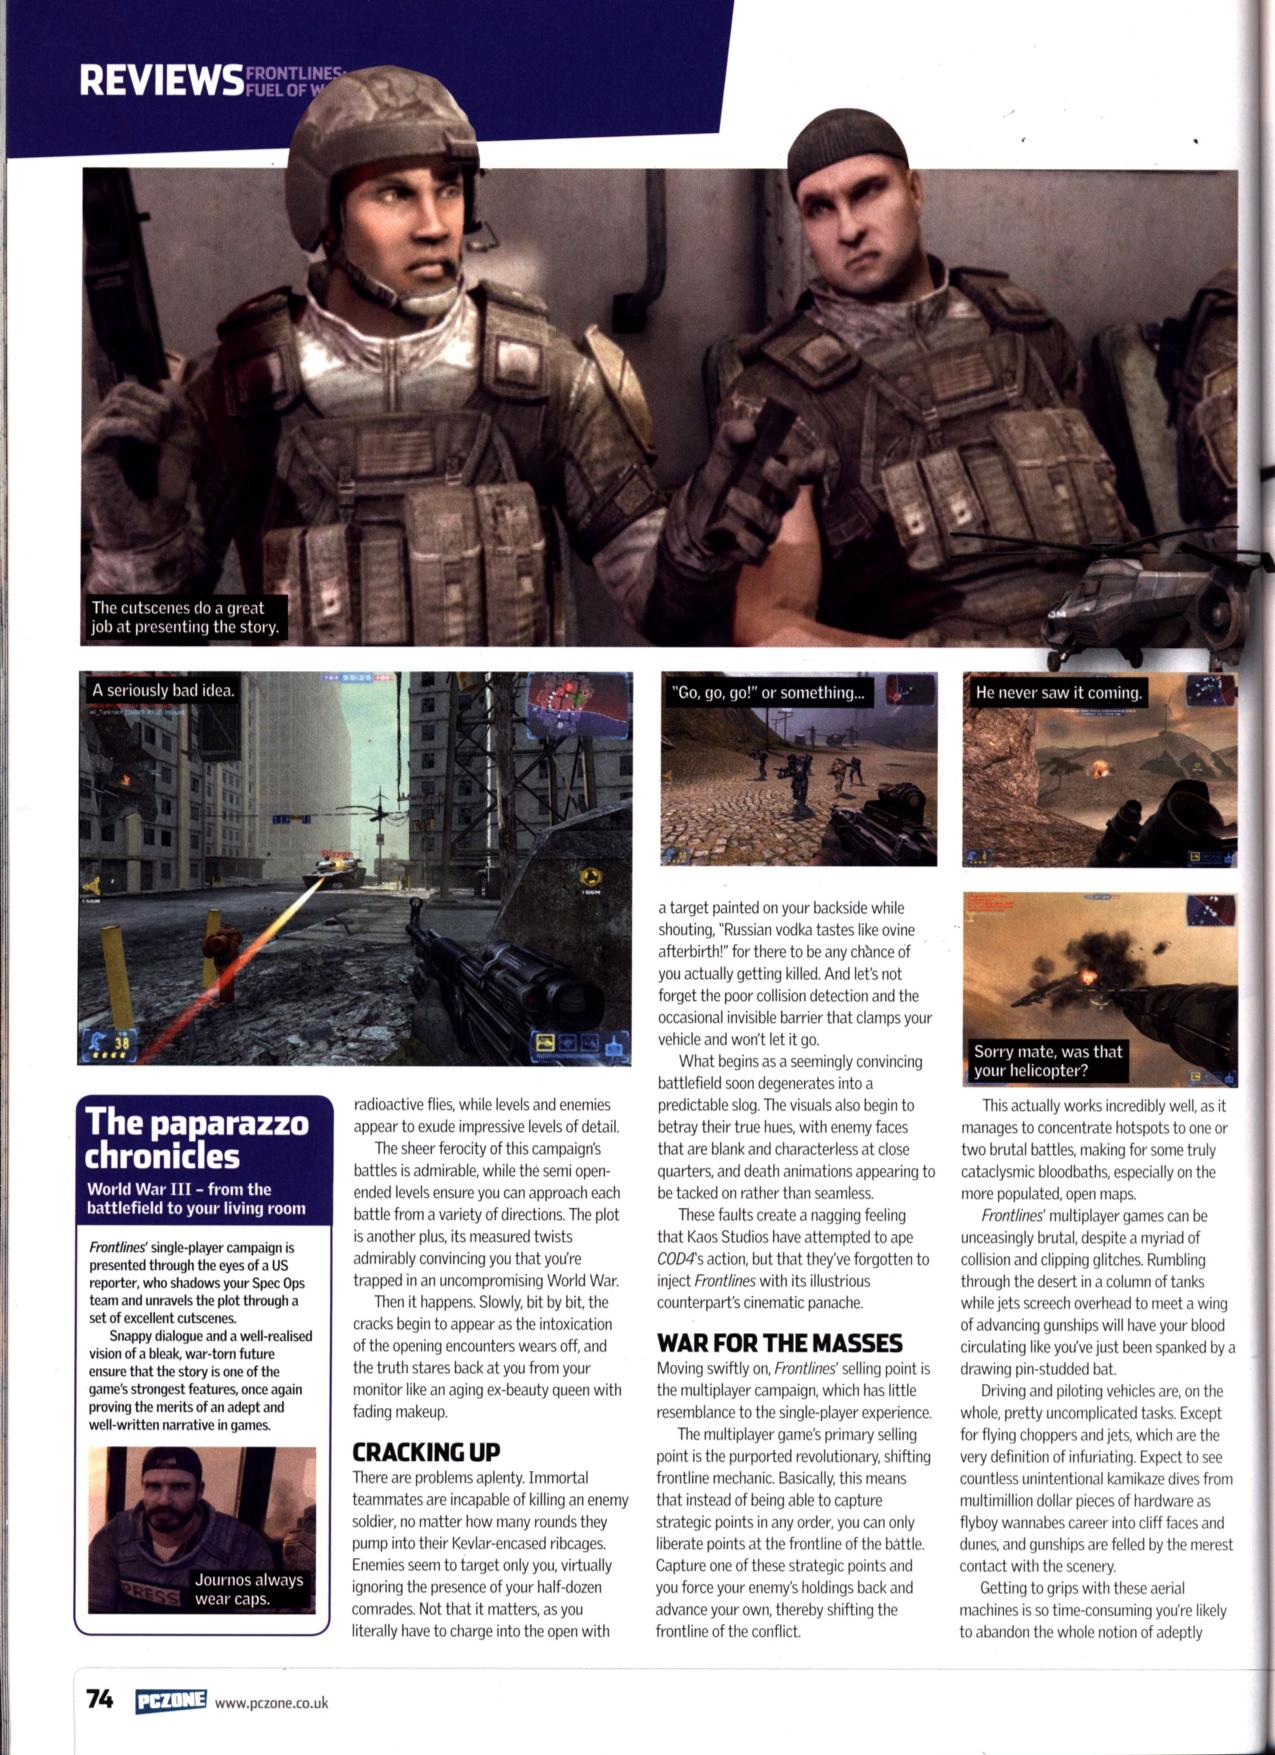 REVIEWS FRONTLINES:
FUEL OF W
The cutscenes do a great
job at presenting the story.
A seriously bad idea.
"Go, go, go!" or something...
He never saw it coming.
38
Sorry mate, was that
your helicopter?
The paparazzo
chronicles
World War III – from the
battlefield to your living room
Frontlines' single-player campaign is
presented through the eyes of a US
reporter, who shadows your Spec Ops
team and unravels the plot through a
set of excellent cutscenes.
Snappy dialogue and a well-realised
vision of a bleak, war-torn future
ensure that the story is one of the
game's strongest features, once again
proving the merits of an adept and
well-written narrative in games.
PRESS
Journos always
wear caps.
radioactive flies, while levels and enemies
appear to exude impressive levels of detail.
The sheer ferocity of this campaign's
battles is admirable, while the semi open-
ended levels ensure you can approach each
battle from a variety of directions. The plot
is another plus, its measured twists
admirably convincing you that you're
trapped in an uncompromising World War.
Then it happens. Slowly, bit by bit, the
cracks begin to appear as the intoxication
of the opening encounters wears off, and
the truth stares back at you from your
monitor like an aging ex-beauty queen with
fading makeup.
CRACKING UP
There are problems aplenty. Immortal
teammates are incapable of killing an enemy
soldier, no matter how many rounds they
pump into their Kevlar-encased ribcages.
Enemies seem to target only you, virtually
ignoring the presence of your half-dozen
comrades. Not that it matters, as you
literally have to charge into the open with
a target painted on your backside while
shouting, "Russian vodka tastes like ovine
afterbirth!" for there to be any chance of
you actually getting killed. And let's not
forget the poor collision detection and the
occasional invisible barrier that clamps your
vehicle and won't let it go.
What begins as a seemingly convincing
battlefield soon degenerates into a
predictable slog. The visuals also begin to
betray their true hues, with enemy faces
that are blank and characterless at close
quarters, and death animations appearing to
be tacked on rather than seamless.
These faults create a nagging feeling
that Kaos Studios have attempted to ape
COD4's action, but that they've forgotten to
inject Frontlines with its illustrious
counterpart's cinematic panache.
WAR FOR THE MASSES
Moving swiftly on, Frontlines' selling point is
the multiplayer campaign, which has little
resemblance to the single-player experience.
The multiplayer game's primary selling
point is the purported revolutionary, shifting
frontline mechanic. Basically, this means
that instead of being able to capture
strategic points in any order, you can only
liberate points at the frontline of the battle.
Capture one of these strategic points and
you force your enemy's holdings back and
advance your own, thereby shifting the
frontline of the conflict.
This actually works incredibly well, as it
manages to concentrate hotspots to one or
two brutal battles, making for some truly
cataclysmic bloodbaths, especially on the
more populated, open maps.
Frontlines' multiplayer games can be
unceasingly brutal, despite a myriad of
collision and clipping glitches. Rumbling
through the desert in a column of tanks
while jets screech overhead to meet a wing
of advancing gunships will have your blood
circulating like you've just been spanked by a
drawing pin-studded bat.
Driving and piloting vehicles are, on the
whole, pretty uncomplicated tasks. Except
for flying choppers and jets, which are the
very definition of infuriating. Expect to see
countless unintentional kamikaze dives from
multimillion dollar pieces of hardware as
flyboy wannabes career into cliff faces and
dunes, and gunships are felled by the merest
contact with the scenery.
Getting to grips with these aerial
machines is so time-consuming you're likely
to abandon the whole notion of adeptly
74 PCZONE www.pczone.co.uk